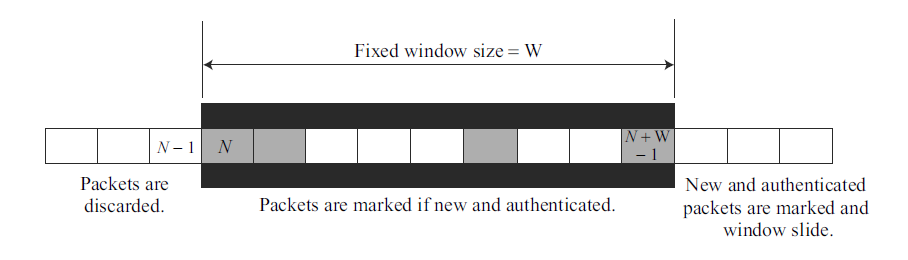 Fixed window size = W
N – 1
N
N + W
– 1
Packets are
discarded.
Packets are marked if new and authenticated.
New and authenticated
packets are marked and
window slide.